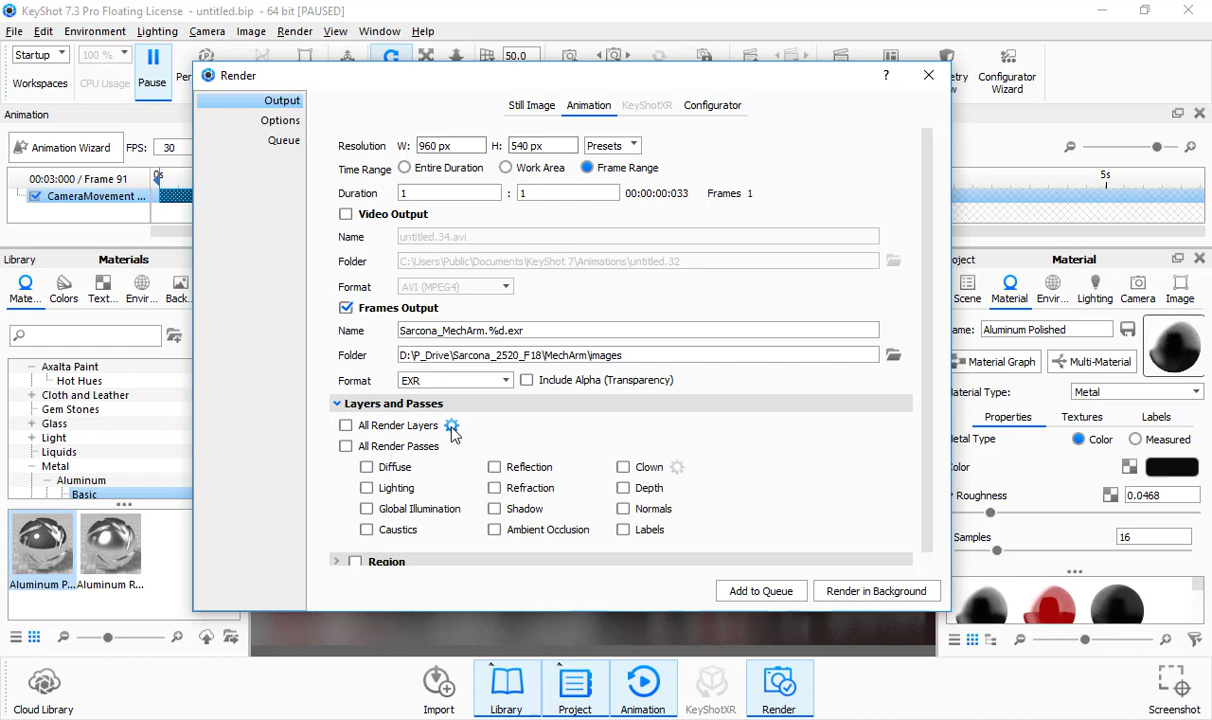 KeyShot 7.3 Pro Floating License - untitled.bip - 64 bit [PAUSED]
File Edit Environment Lighting Camera Image Render View Window Help
Startup 100 % 50.0
Workspaces CPU Usage Pause Configurator Wizard
Animation
Animation Wizard FPS: 30
00:03:000 / Frame 91 0s 5s
CameraMovement ...
Library Materials
Mate... Colors Text... Envir... Back...
Axalta Paint
Hot Hues
Cloth and Leather
Gem Stones
Glass
Light
Liquids
Metal
Aluminum
Basic
Aluminum P... Aluminum R...
Render
Output
Options
Queue
Still Image Animation KeyShotXR Configurator
Resolution W: 960 px H: 540 px Presets
Time Range Entire Duration Work Area Frame Range
Duration 1 : 1 00:00:00:033 Frames 1
Video Output
Name untitled.34.avi
Folder C:\Users\Public\Documents\KeyShot 7\Animations\untitled.32
Format AVI (MPEG4)
Frames Output
Name Sarcona_MechArm.%d.exr
Folder D:\P_Drive\Sarcona_2520_F18\MechArm\images
Format EXR Include Alpha (Transparency)
Layers and Passes
All Render Layers
All Render Passes
Diffuse Reflection Clown
Lighting Refraction Depth
Global Illumination Shadow Normals
Caustics Ambient Occlusion Labels
Region
Add to Queue Render in Background
Material
Scene Material Envir... Lighting Camera Image
Aluminum Polished
Material Graph Multi-Material
Material Type: Metal
Properties Textures Labels
Color Measured
Roughness 0.0468
Samples 16
Cloud Library Import Library Project Animation KeyShotXR Render Screenshot